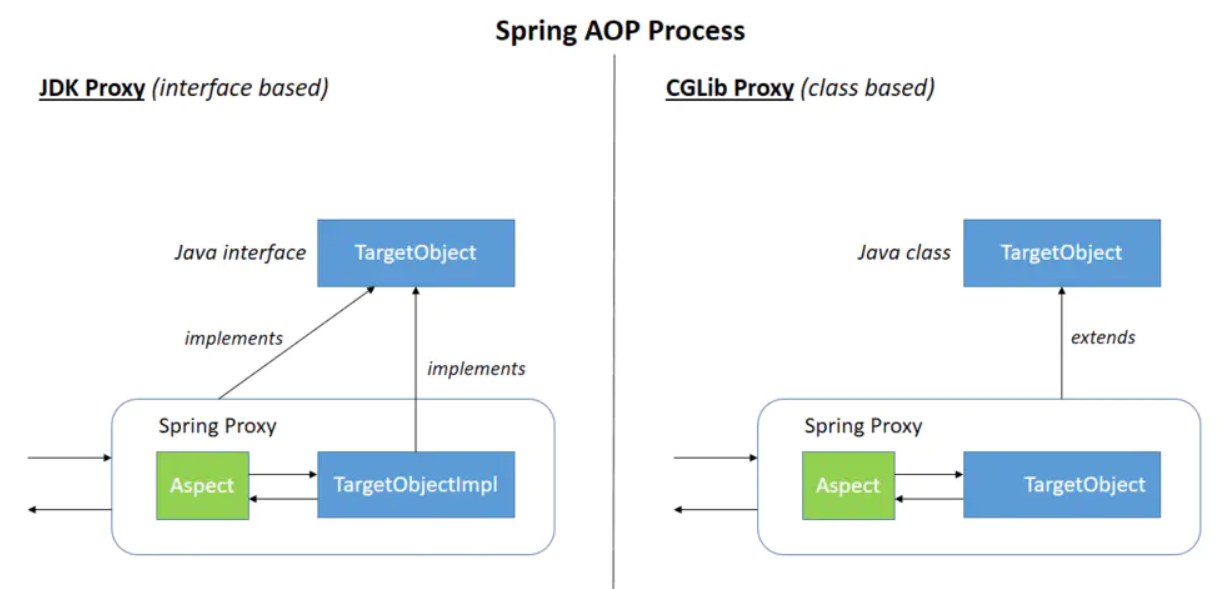 Spring AOP Process
JDK Proxy (interface based)
Java interface
TargetObject
implements
implements
Spring Proxy
Aspect
TargetObjectImpl
CGLib Proxy (class based)
Java class
TargetObject
extends
Spring Proxy
Aspect
TargetObject